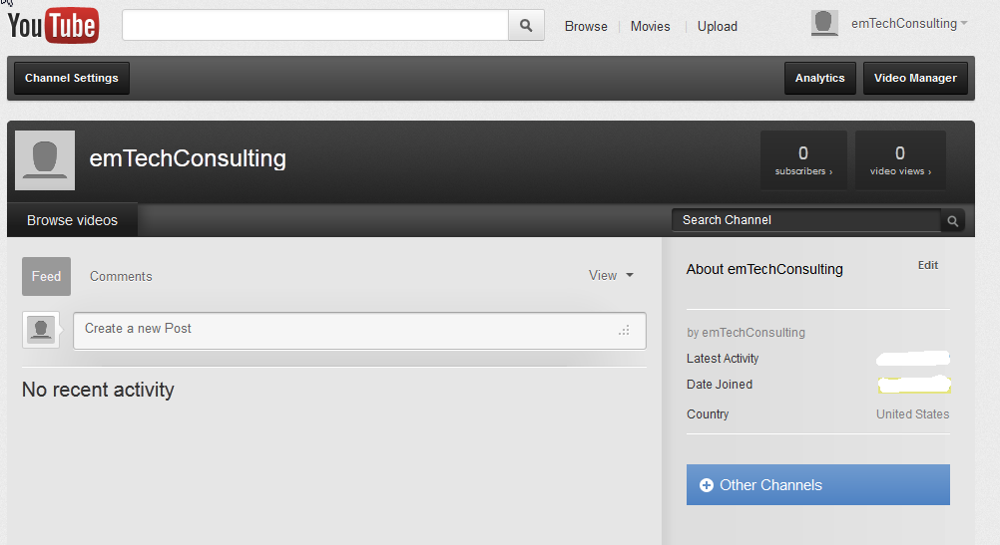 YouTube
Browse
Movies
Upload
emTechConsulting
Channel Settings
Analytics
Video Manager
emTechConsulting
0
subscribers ›
0
video views ›
Browse videos
Search Channel
Feed
Comments
View
Create a new Post
No recent activity
About emTechConsulting
Edit
by emTechConsulting
Latest Activity
Date Joined
Country
United States
Other Channels